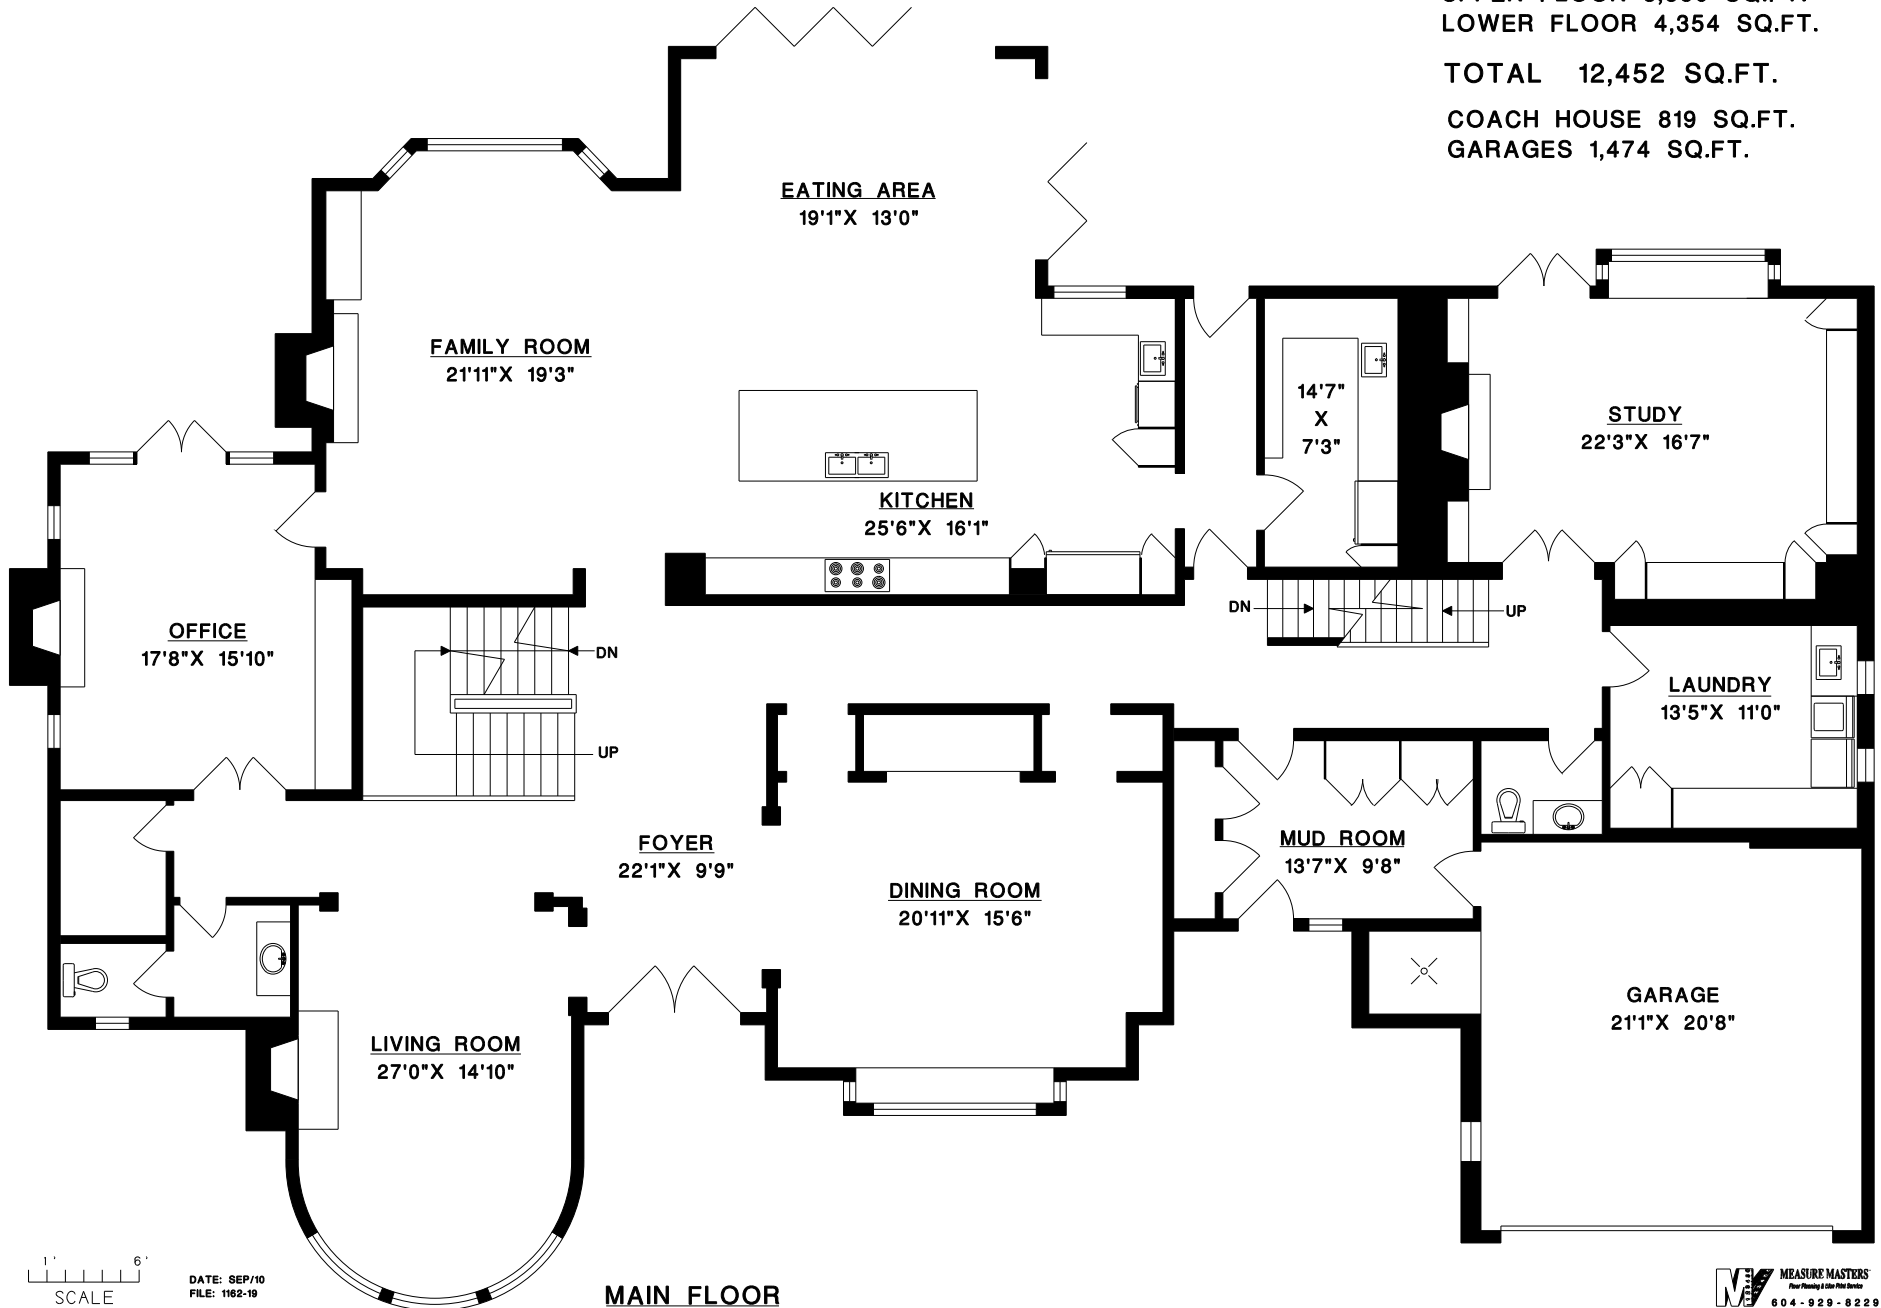 LOWER FLOOR 4,354 SQ.FT.
TOTAL 12,452 SQ.FT.
COACH HOUSE 819 SQ.FT.
GARAGES 1,474 SQ.FT.
EATING AREA
19'1"X 13'0"
FAMILY ROOM
21'11"X 19'3"
14'7"
X
7'3"
STUDY
22'3"X 16'7"
KITCHEN
25'6"X 16'1"
DN
UP
OFFICE
17'8"X 15'10"
DN
UP
LAUNDRY
13'5"X 11'0"
FOYER
22'1"X 9'9"
MUD ROOM
13'7"X 9'8"
DINING ROOM
20'11"X 15'6"
GARAGE
21'1"X 20'8"
LIVING ROOM
27'0"X 14'10"
1' 6'
SCALE
DATE: SEP/10
FILE: 1162-19
MAIN FLOOR
MEASURE MASTERS
604-929-8229